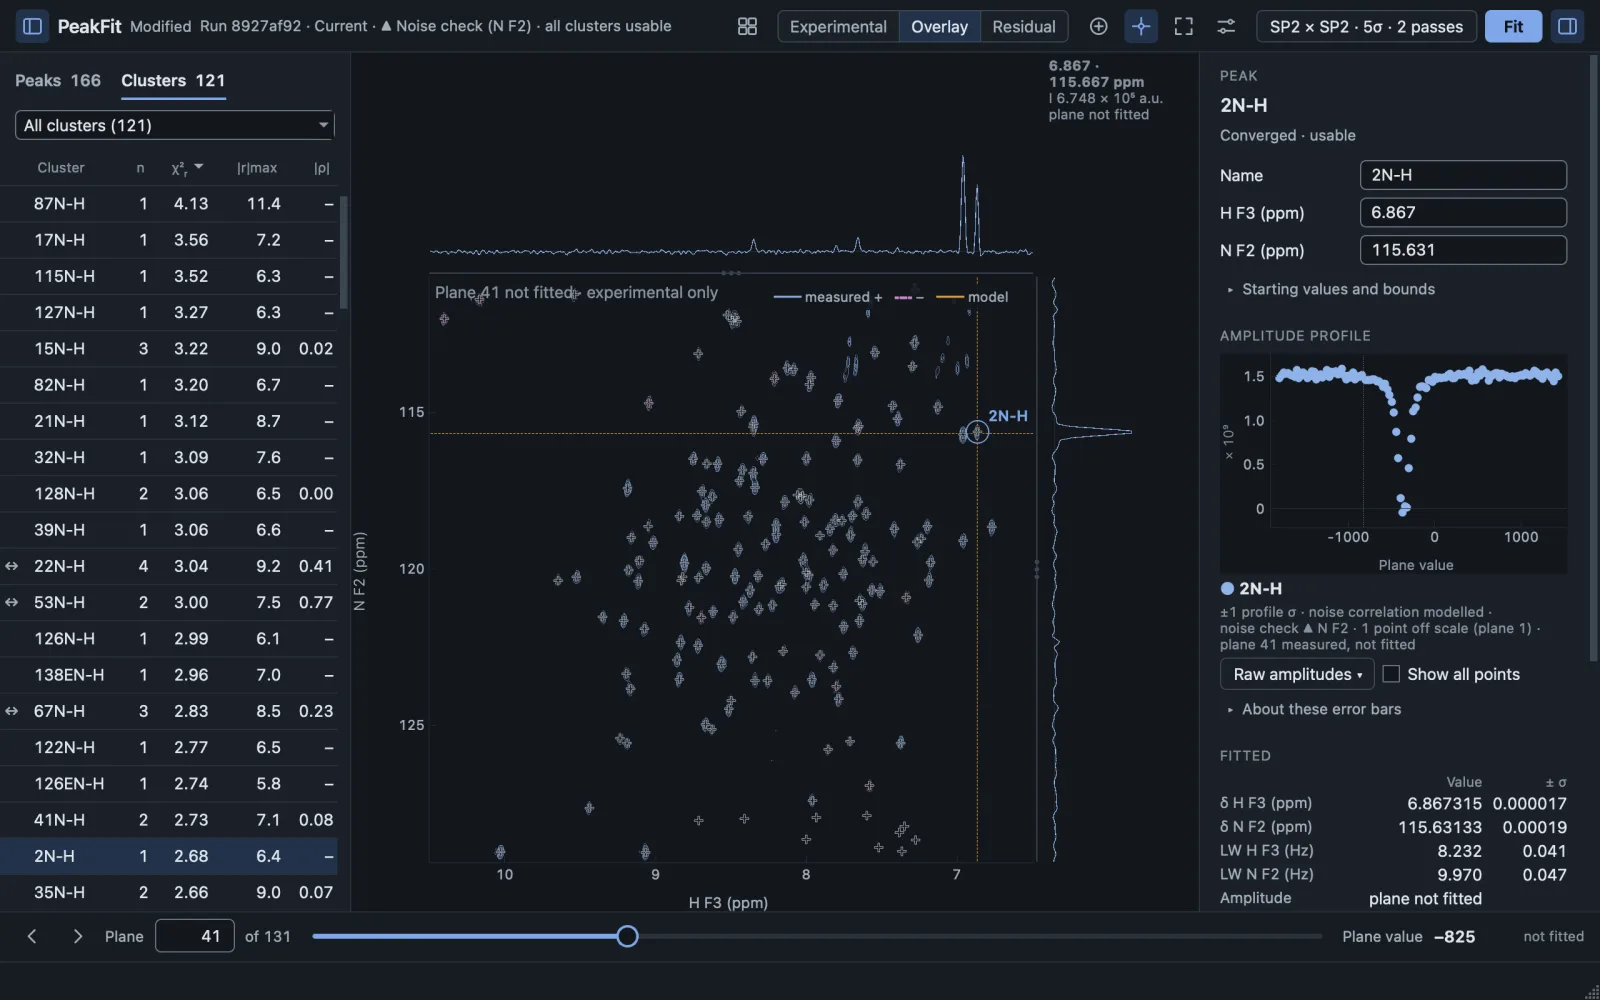 PeakFit Modified Run 8927af92 · Current · ▲ Noise check (N F2) · all clusters usable
Experimental Overlay Residual
SP2 × SP2 · 5σ · 2 passes
Fit
Peaks 166 Clusters 121
All clusters (121)
Cluster n χ²r |r|max |ρ|
87N-H 1 4.13 11.4 –
17N-H 1 3.56 7.2 –
115N-H 1 3.52 6.3 –
127N-H 1 3.27 6.3 –
15N-H 3 3.22 9.0 0.02
82N-H 1 3.20 6.7 –
21N-H 1 3.12 8.7 –
32N-H 1 3.09 7.6 –
128N-H 2 3.06 6.5 0.00
39N-H 1 3.06 6.6 –
↔ 22N-H 4 3.04 9.2 0.41
↔ 53N-H 2 3.00 7.5 0.77
126N-H 1 2.99 6.1 –
138EN-H 1 2.96 7.0 –
↔ 67N-H 3 2.83 8.5 0.23
122N-H 1 2.77 6.5 –
126EN-H 1 2.74 5.8 –
41N-H 2 2.73 7.1 0.08
2N-H 1 2.68 6.4 –
35N-H 2 2.66 9.0 0.07
6.867 ·
115.667 ppm
I 6.748 × 10⁵ a.u.
plane not fitted
Plane 41 not fitted · experimental only
measured + – model
2N-H
115
120
125
N F2 (ppm)
10 9 8 7
H F3 (ppm)
PEAK
2N-H
Converged · usable
Name 2N-H
H F3 (ppm) 6.867
N F2 (ppm) 115.631
▸ Starting values and bounds
AMPLITUDE PROFILE
1.5
1.0
0.5
0
× 10⁹
-1000 0 1000
Plane value
2N-H
±1 profile σ · noise correlation modelled ·
noise check ▲ N F2 · 1 point off scale (plane 1) ·
plane 41 measured, not fitted
Raw amplitudes ▾ Show all points
▸ About these error bars
FITTED
Value ± σ
δ H F3 (ppm) 6.867315 0.000017
δ N F2 (ppm) 115.63133 0.00019
LW H F3 (Hz) 8.232 0.041
LW N F2 (Hz) 9.970 0.047
Amplitude plane not fitted
Plane 41 of 131
Plane value −825 not fitted